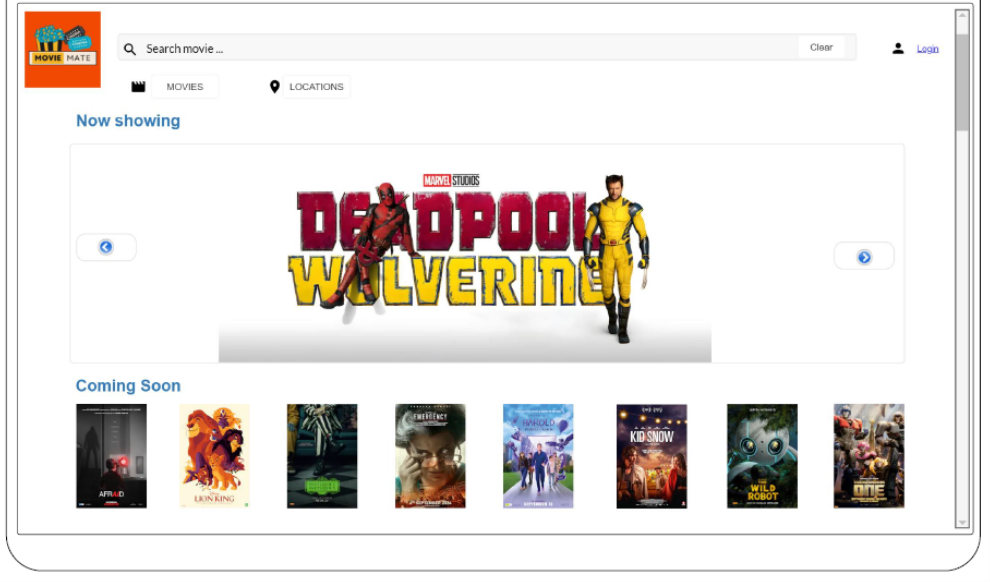 MOVIE MATE
Search movie ...
Clear
Login
MOVIES
LOCATIONS
Now showing
MARVEL STUDIOS
DEADPOOL
WOLVERINE
Coming Soon
AFRAID
LION KING
EMERGENCY
HAROLD
KID SNOW
THE
WILD
ROBOT
ONE